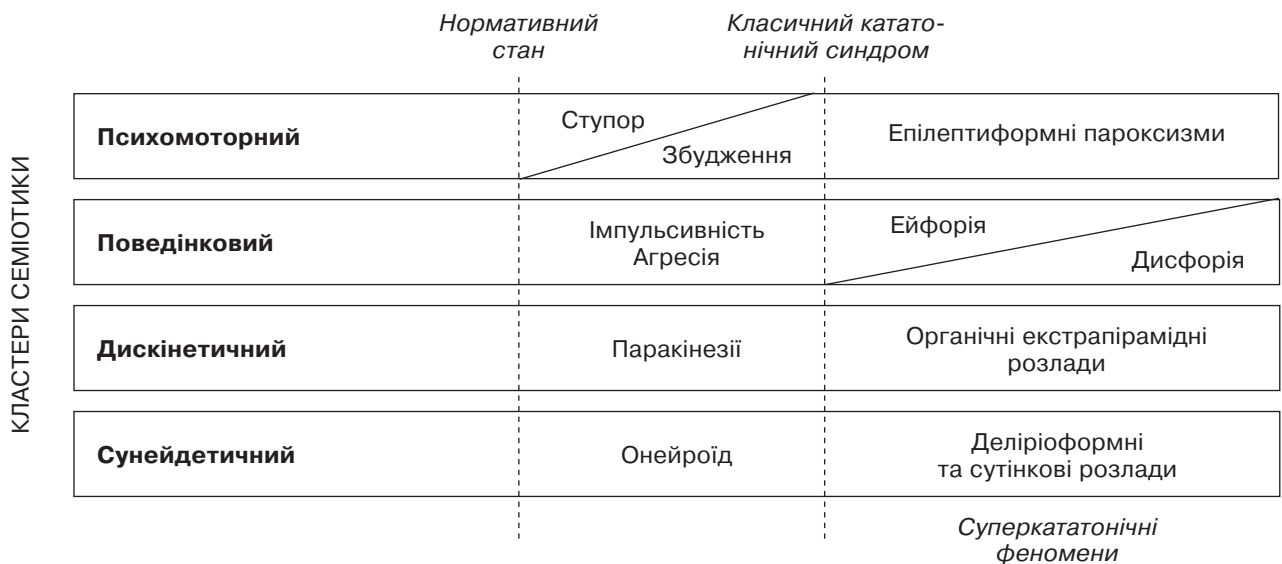 Нормативний
стан
Класичний катато-
нічний синдром
КЛАСТЕРИ СЕМІОТИКИ
Психомоторний
Ступор
Збудження
Епілептиформні пароксизми
Поведінковий
Імпульсивність
Агресія
Ейфорія
Дисфорія
Дискінетичний
Паракінезії
Органічні екстрапірамідні
розлади
Сунейдетичний
Онейроїд
Деліріоформні
та сутінкові розлади
Суперкататонічні
феномени